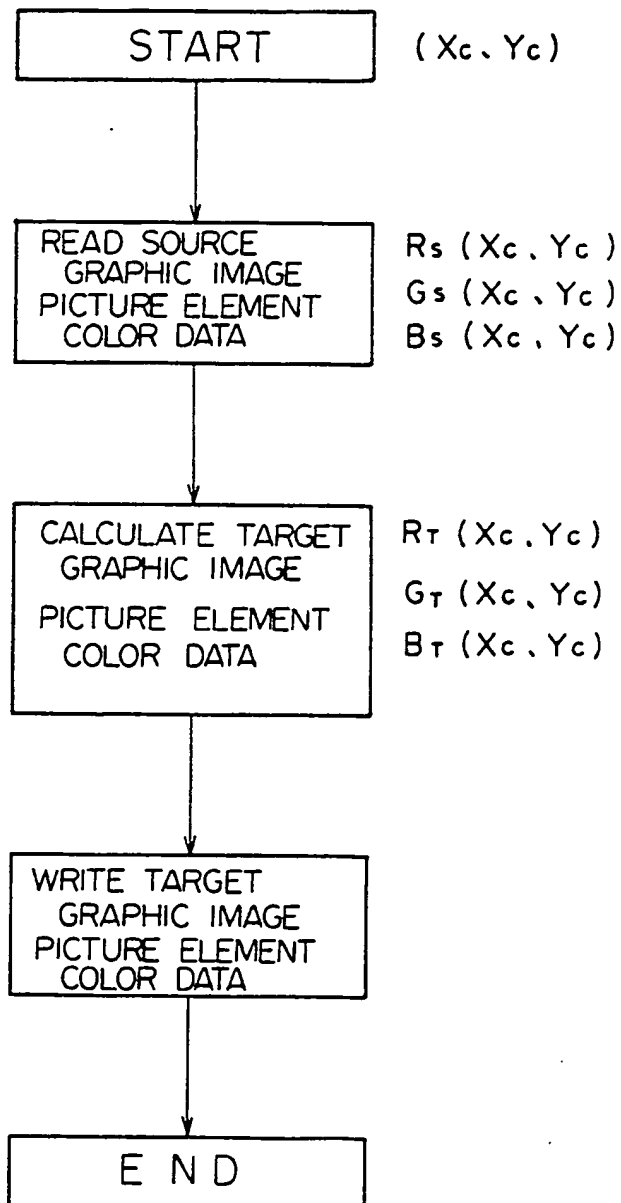 START (Xc、Yc)
READ SOURCE Rs (Xc、Yc)
GRAPHIC IMAGE Gs (Xc、Yc)
PICTURE ELEMENT Bs (Xc、Yc)
COLOR DATA
CALCULATE TARGET RT (Xc、Yc)
GRAPHIC IMAGE GT (Xc、Yc)
PICTURE ELEMENT BT (Xc、Yc)
COLOR DATA
WRITE TARGET
GRAPHIC IMAGE
PICTURE ELEMENT
COLOR DATA
END